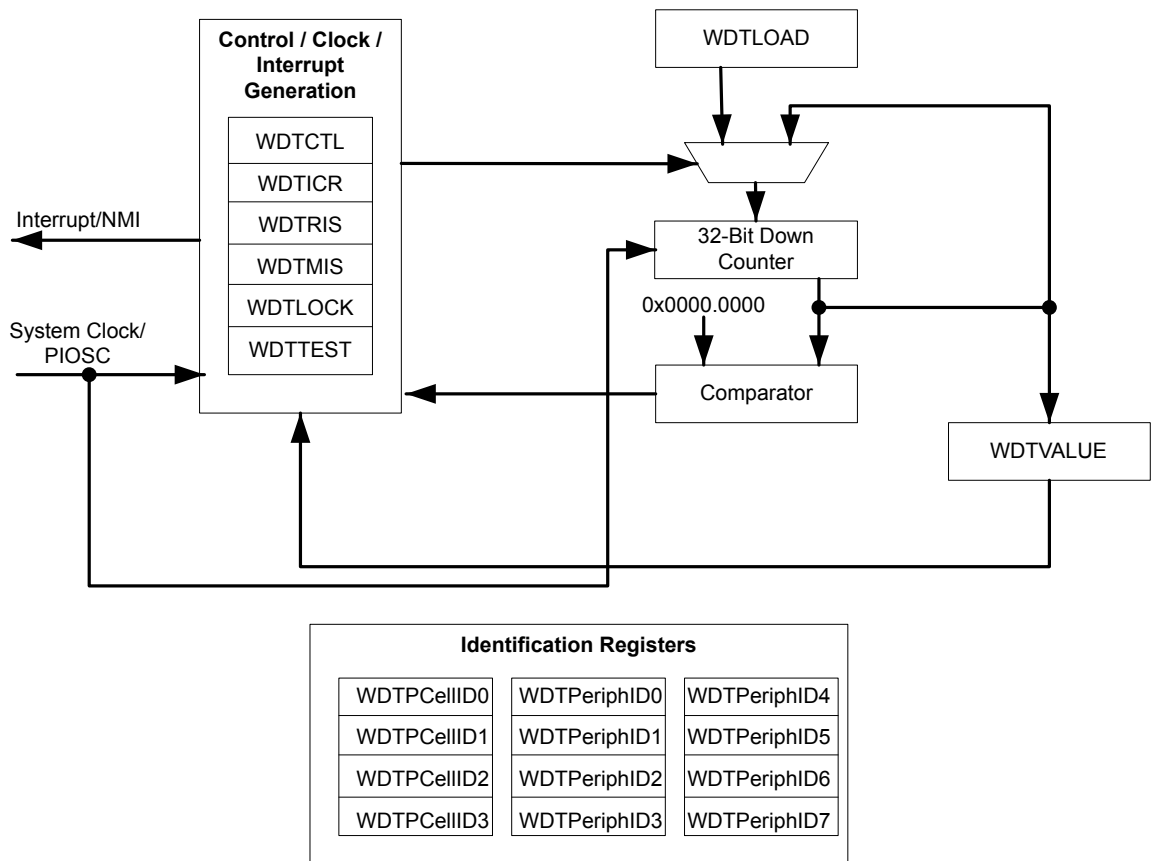 Control / Clock /
Interrupt
Generation
WDTCTL
WDTICR
WDTRIS
WDTMIS
WDTLOCK
WDTTEST
Interrupt/NMI
System Clock/
PIOSC
WDTLOAD
32-Bit Down
Counter
0x0000.0000
Comparator
WDTVALUE
Identification Registers
WDTPCellID0 WDTPeriphID0 WDTPeriphID4
WDTPCellID1 WDTPeriphID1 WDTPeriphID5
WDTPCellID2 WDTPeriphID2 WDTPeriphID6
WDTPCellID3 WDTPeriphID3 WDTPeriphID7